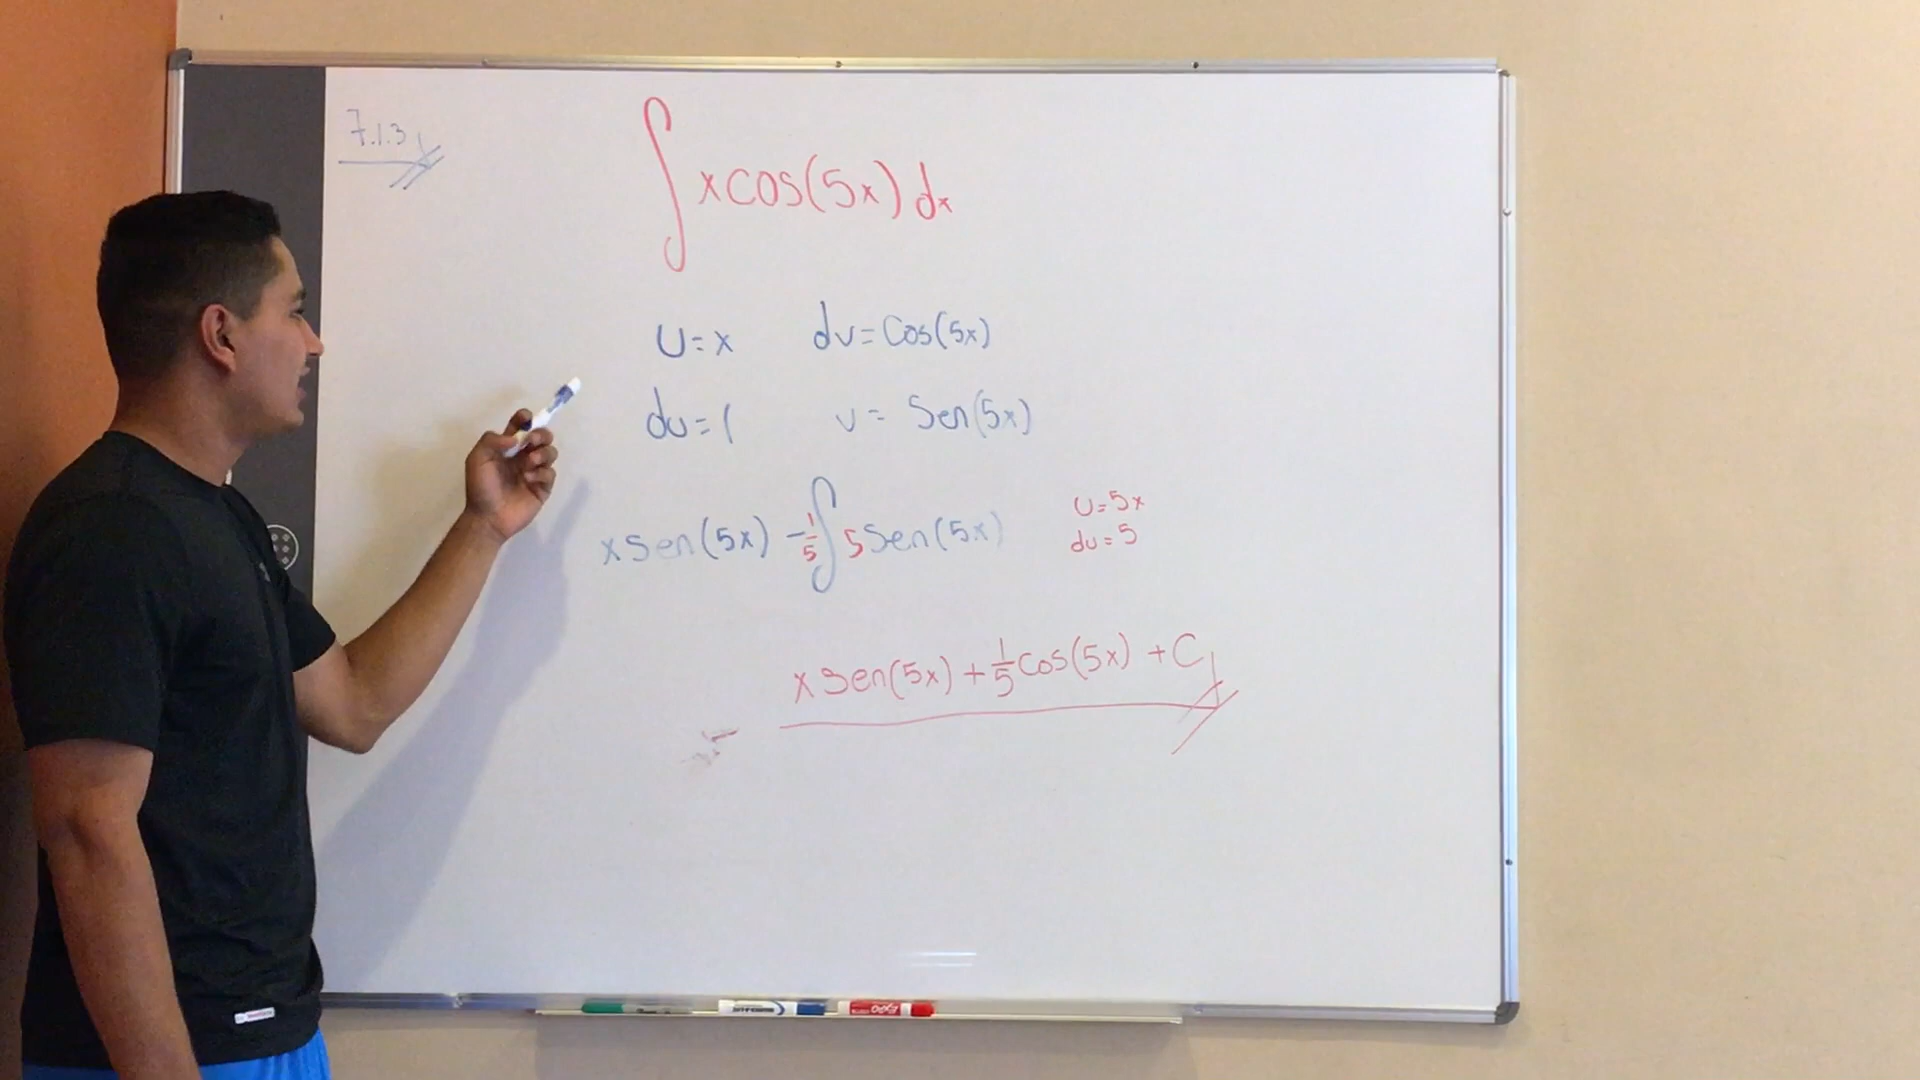 7.1.3
∫ x cos(5x) dx
U = x dv = Cos(5x)
du = 1 v = Sen(5x)
x Sen(5x) - 1/5 ∫ 5 Sen(5x) U = 5x
du = 5
x Sen(5x) + 1/5 Cos(5x) + C
EXPO